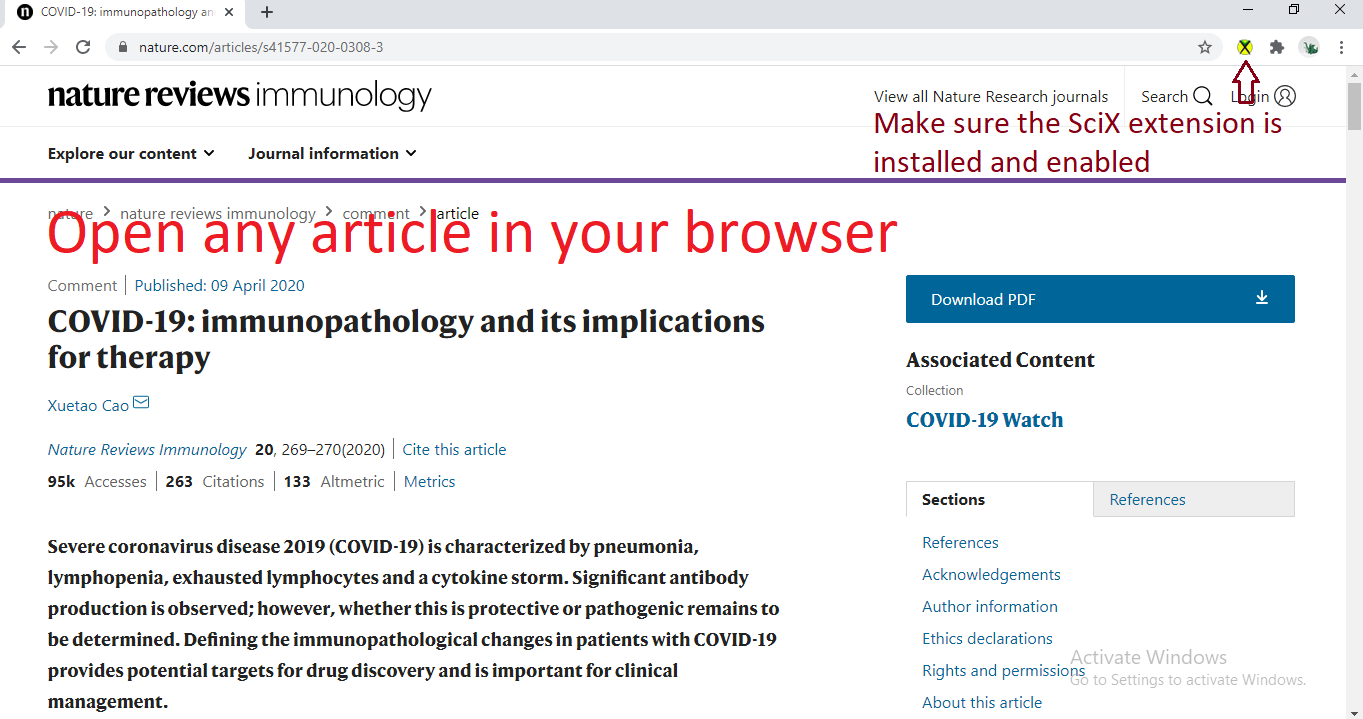 COVID-19: immunopathology an
nature.com/articles/s41577-020-0308-3
nature reviews immunology
View all Nature Research journals
Search
Login
Make sure the SciX extension is
installed and enabled
Explore our content
Journal information
nature > nature reviews immunology > comment > article
Open any article in your browser
Comment | Published: 09 April 2020
COVID-19: immunopathology and its implications
for therapy
Xuetao Cao
Nature Reviews Immunology 20, 269–270(2020) | Cite this article
95k Accesses | 263 Citations | 133 Altmetric | Metrics
Severe coronavirus disease 2019 (COVID-19) is characterized by pneumonia,
lymphopenia, exhausted lymphocytes and a cytokine storm. Significant antibody
production is observed; however, whether this is protective or pathogenic remains to
be determined. Defining the immunopathological changes in patients with COVID-19
provides potential targets for drug discovery and is important for clinical
management.
Download PDF
Associated Content
Collection
COVID-19 Watch
Sections
References
References
Acknowledgements
Author information
Ethics declarations
Rights and permissions
About this article
Activate Windows
Go to Settings to activate Windows.